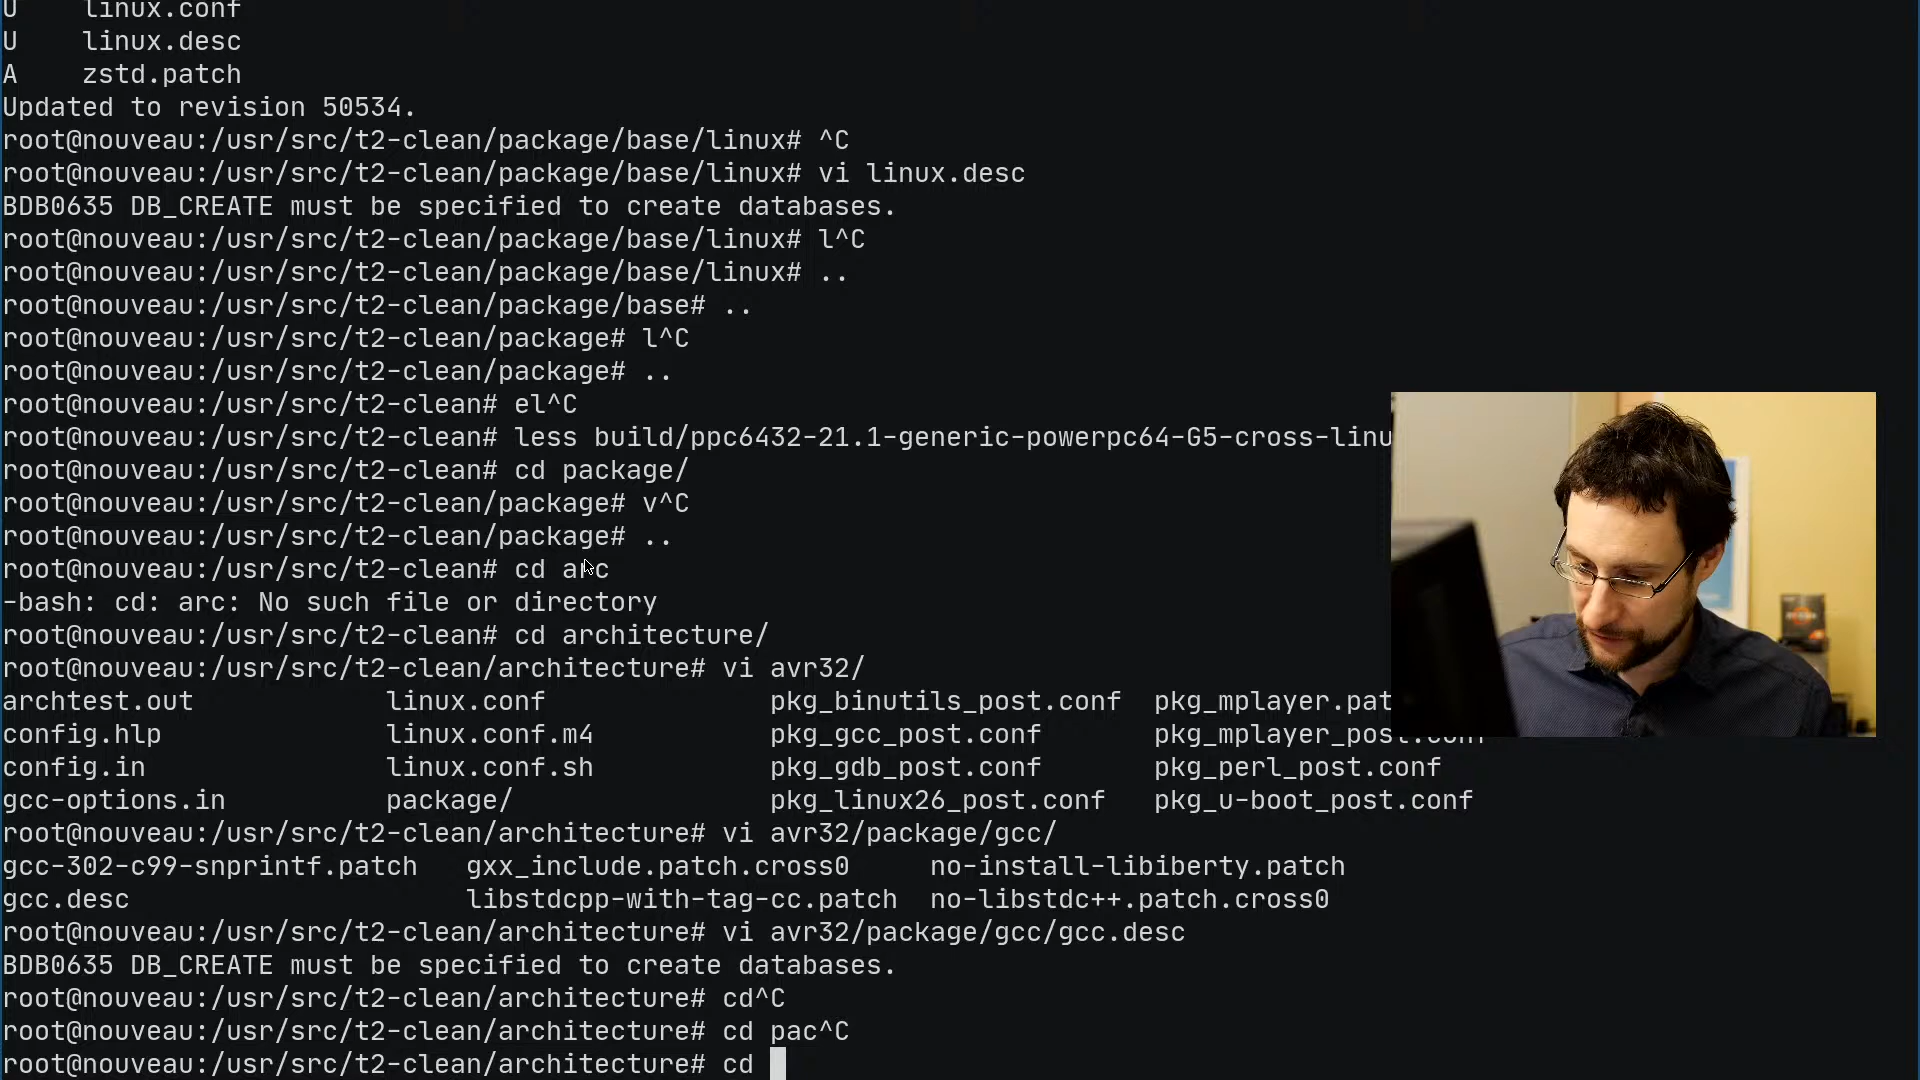 U    linux.conf
U    linux.desc
A    zstd.patch
Updated to revision 50534.
root@nouveau:/usr/src/t2-clean/package/base/linux# ^C
root@nouveau:/usr/src/t2-clean/package/base/linux# vi linux.desc
BDB0635 DB_CREATE must be specified to create databases.
root@nouveau:/usr/src/t2-clean/package/base/linux# l^C
root@nouveau:/usr/src/t2-clean/package/base/linux# ..
root@nouveau:/usr/src/t2-clean/package/base# ..
root@nouveau:/usr/src/t2-clean/package# l^C
root@nouveau:/usr/src/t2-clean/package# ..
root@nouveau:/usr/src/t2-clean# el^C
root@nouveau:/usr/src/t2-clean# less build/ppc6432-21.1-generic-powerpc64-G5-cross-linu
root@nouveau:/usr/src/t2-clean# cd package/
root@nouveau:/usr/src/t2-clean/package# v^C
root@nouveau:/usr/src/t2-clean/package# ..
root@nouveau:/usr/src/t2-clean# cd arc
-bash: cd: arc: No such file or directory
root@nouveau:/usr/src/t2-clean# cd architecture/
root@nouveau:/usr/src/t2-clean/architecture# vi avr32/
archtest.out            linux.conf              pkg_binutils_post.conf  pkg_mplayer.pat
config.hlp              linux.conf.m4           pkg_gcc_post.conf       pkg_mplayer_post.conf
config.in               linux.conf.sh           pkg_gdb_post.conf       pkg_perl_post.conf
gcc-options.in          package/                pkg_linux26_post.conf   pkg_u-boot_post.conf
root@nouveau:/usr/src/t2-clean/architecture# vi avr32/package/gcc/
gcc-302-c99-snprintf.patch   gxx_include.patch.cross0     no-install-libiberty.patch
gcc.desc                     libstdcpp-with-tag-cc.patch  no-libstdc++.patch.cross0
root@nouveau:/usr/src/t2-clean/architecture# vi avr32/package/gcc/gcc.desc
BDB0635 DB_CREATE must be specified to create databases.
root@nouveau:/usr/src/t2-clean/architecture# cd^C
root@nouveau:/usr/src/t2-clean/architecture# cd pac^C
root@nouveau:/usr/src/t2-clean/architecture# cd